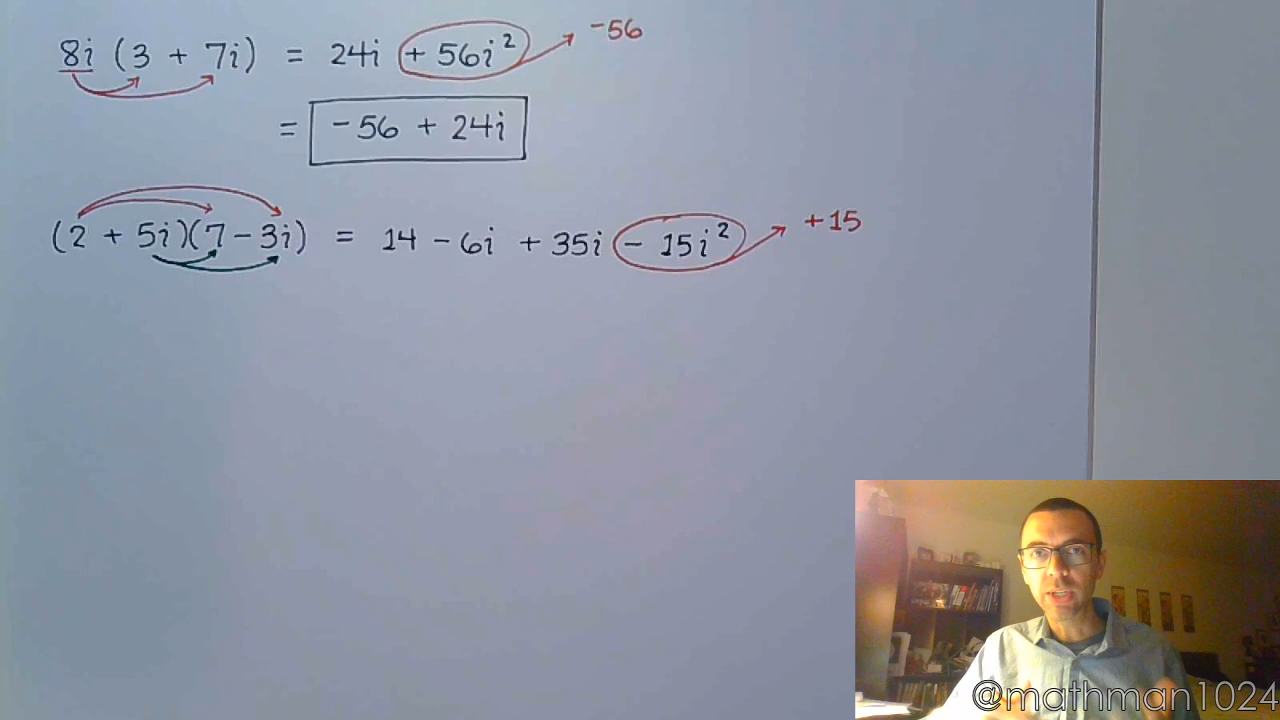 8i (3 + 7i) = 24i + 56i² -56
= -56 + 24i
(2 + 5i)(7 - 3i) = 14 - 6i + 35i - 15i² +15
@mathman1024